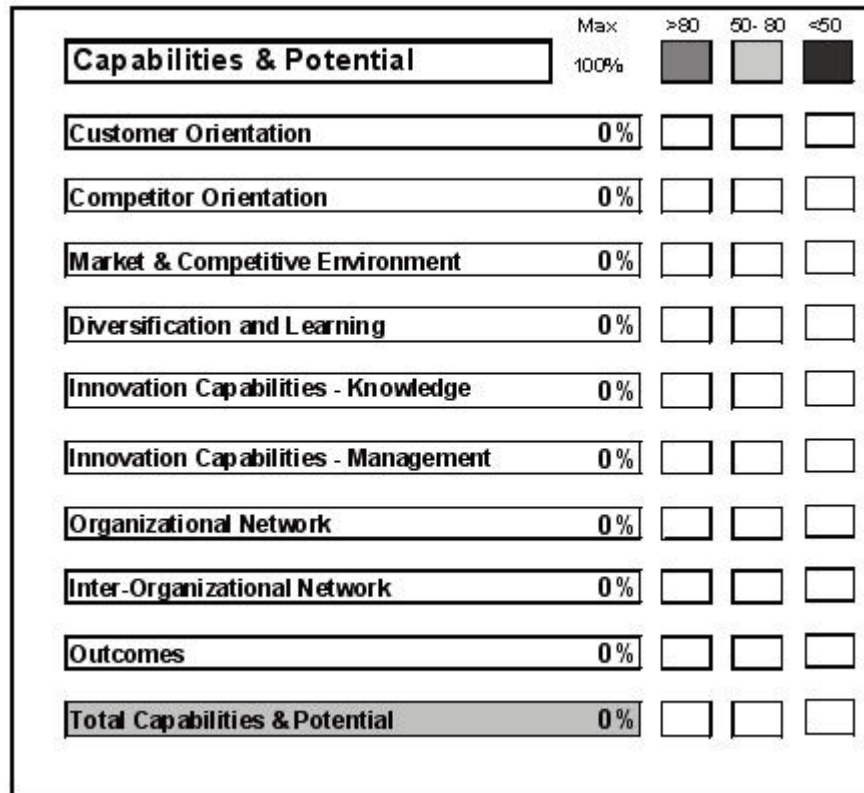 Max >80 50-80 <50
Capabilities & Potential 100%
Customer Orientation 0%
Competitor Orientation 0%
Market & Competitive Environment 0%
Diversification and Learning 0%
Innovation Capabilities - Knowledge 0%
Innovation Capabilities - Management 0%
Organizational Network 0%
Inter-Organizational Network 0%
Outcomes 0%
Total Capabilities & Potential 0%